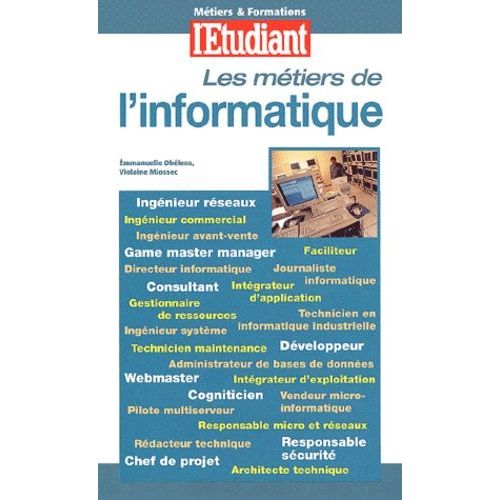 Métiers & Formations
l'Etudiant
Les métiers de
l'informatique
Emmanuelle Obélens,
Violaine Miossec
Ingénieur réseaux
Ingénieur commercial
Ingénieur avant-vente
Game master manager
Faciliteur
Directeur informatique
Journaliste
informatique
Consultant
Intégrateur
d'application
Gestionnaire
de ressources
Technicien en
informatique industrielle
Ingénieur système
Technicien maintenance
Développeur
Administrateur de bases de données
Webmaster
Intégrateur d'exploitation
Cogniticien
Vendeur micro-
informatique
Pilote multiserveur
Responsable micro et réseaux
Rédacteur technique
Responsable
sécurité
Chef de projet
Architecte technique